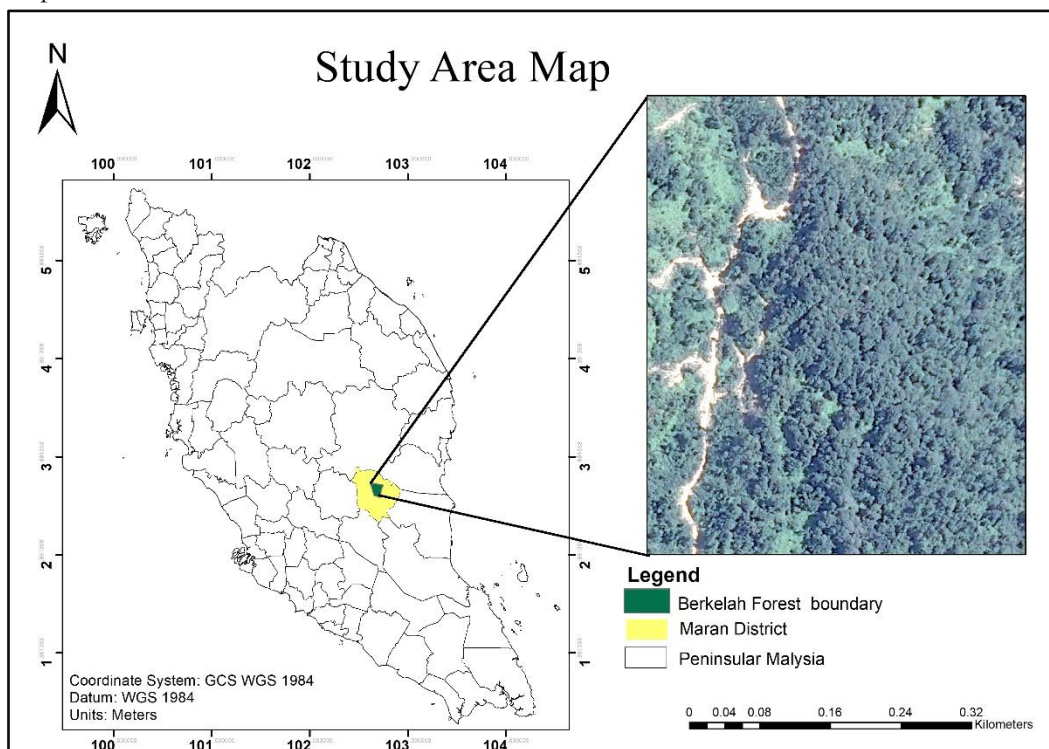 N
Study Area Map
100 101 102 103 104
5
4
3
2
1
5
4
3
2
1
Coordinate System: GCS WGS 1984
Datum: WGS 1984
Units: Meters
100 101 102 103 104
Legend
Berkelah Forest boundary
Maran District
Peninsular Malysia
0 0.04 0.08 0.16 0.24 0.32
Kilometers